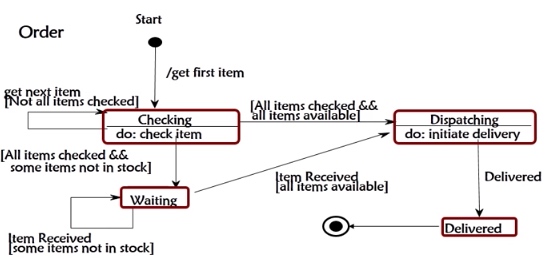 Start
Order
/get first item
get next item
[Not all items checked]
Checking
do: check item
[All items checked &&
all items available]
Dispatching
do: initiate delivery
[All items checked &&
some items not in stock]
Item Received
[all items available]
Delivered
Waiting
Delivered
Item Received
[some items not in stock]